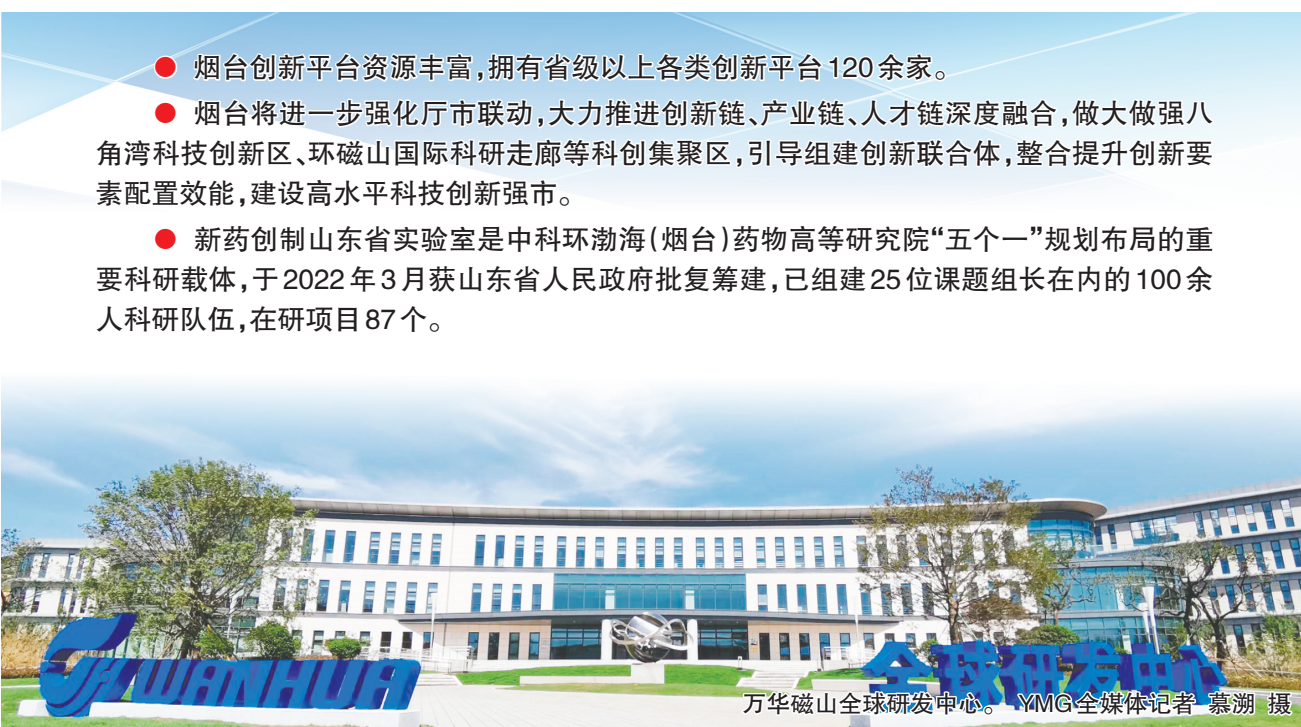 ● 烟台创新平台资源丰富，拥有省级以上各类创新平台120余家。
● 烟台将进一步强化厅市联动，大力推进创新链、产业链、人才链深度融合，做大做强八
角湾科技创新区、环磁山国际科研走廊等科创集聚区，引导组建创新联合体，整合提升创新要
素配置效能，建设高水平科技创新强市。
● 新药创制山东省实验室是中科环渤海（烟台）药物高等研究院“五个一”规划布局的重
要科研载体，于2022年3月获山东省人民政府批复筹建，已组建25位课题组长在内的100余
人科研队伍，在研项目87个。
WANHUA
全球研发中心
万华磁山全球研发中心。 YMG全媒体记者 慕溯 摄